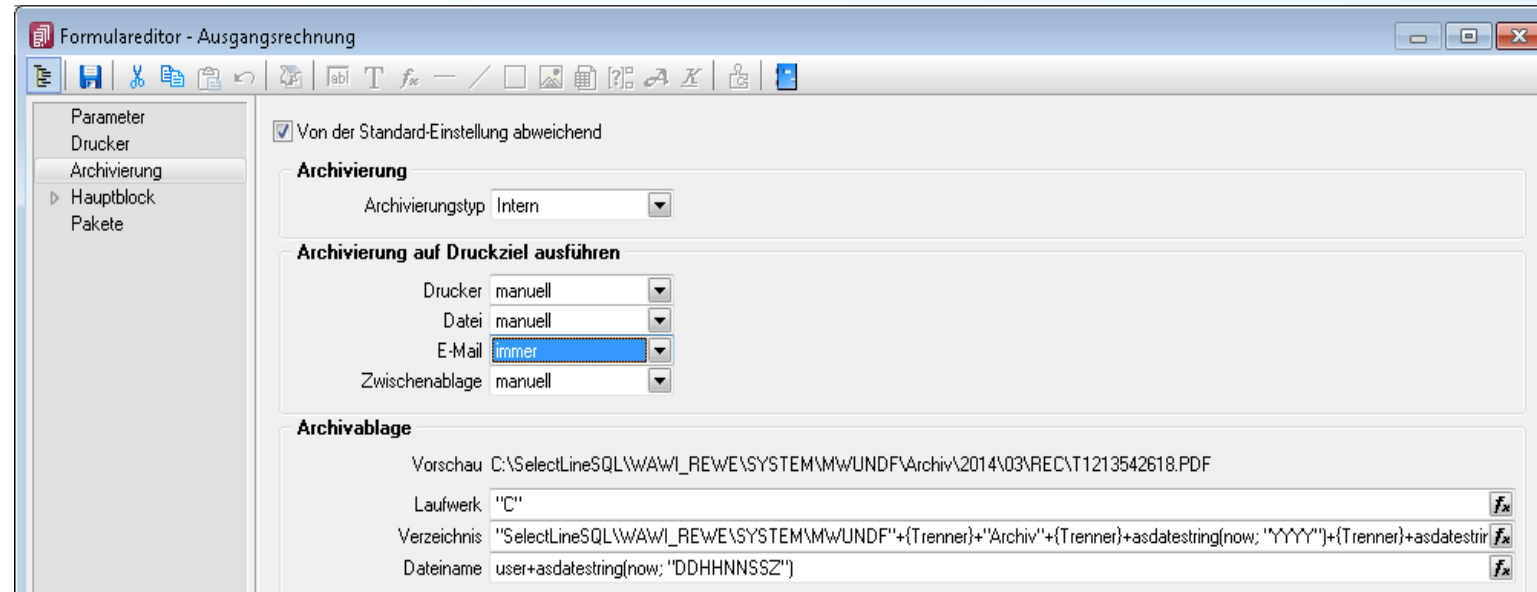 Formulareditor - Ausgangsrechnung
Parameter
Drucker
Archivierung
Hauptblock
Pakete
Von der Standard-Einstellung abweichend
Archivierung
Archivierungstyp Intern
Archivierung auf Druckziel ausführen
Drucker manuell
Datei manuell
E-Mail immer
Zwischenablage manuell
Archivablage
Vorschau C:\SelectLineSQL\WAWI_REWE\SYSTEM\MWUNDF\Archiv\2014\03\REC\T1213542618.PDF
Laufwerk "C"
Verzeichnis "SelectLineSQL\WAWI_REWE\SYSTEM\MWUNDF"+{Trenner}+"Archiv"+{Trenner}+asdatestring(now; "YYYY")+{Trenner}+asdatestrin
Dateiname user+asdatestring(now; "DDHHNNSSZ")